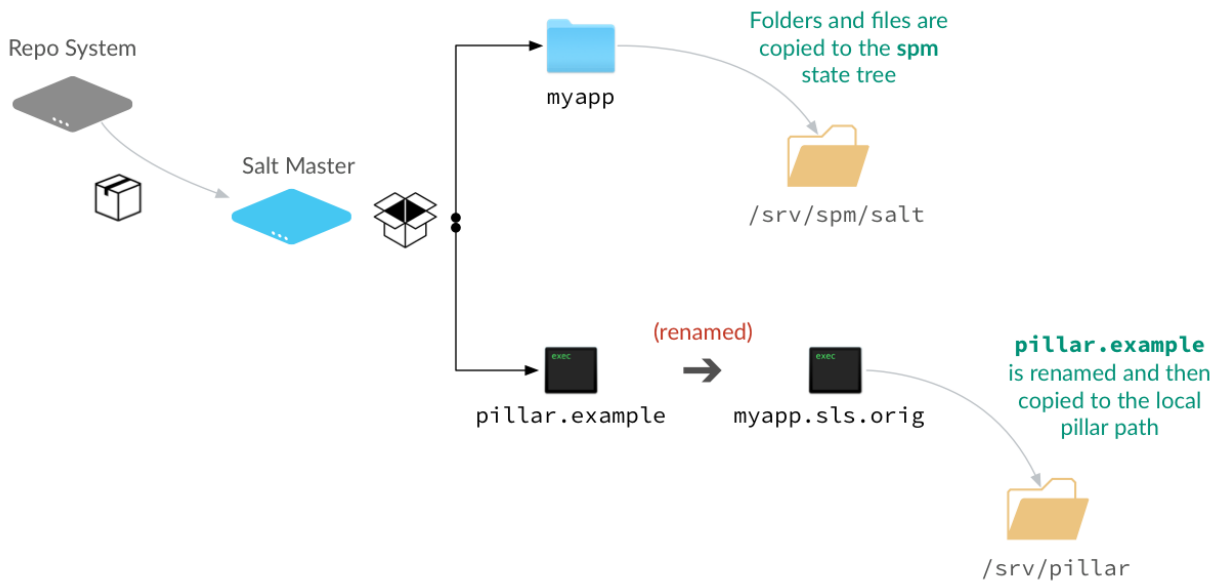 Repo System
Salt Master
myapp
Folders and files are
copied to the spm
state tree
/srv/spm/salt
exec
pillar.example
(renamed)
exec
myapp.sls.orig
pillar.example
is renamed and then
copied to the local
pillar path
/srv/pillar